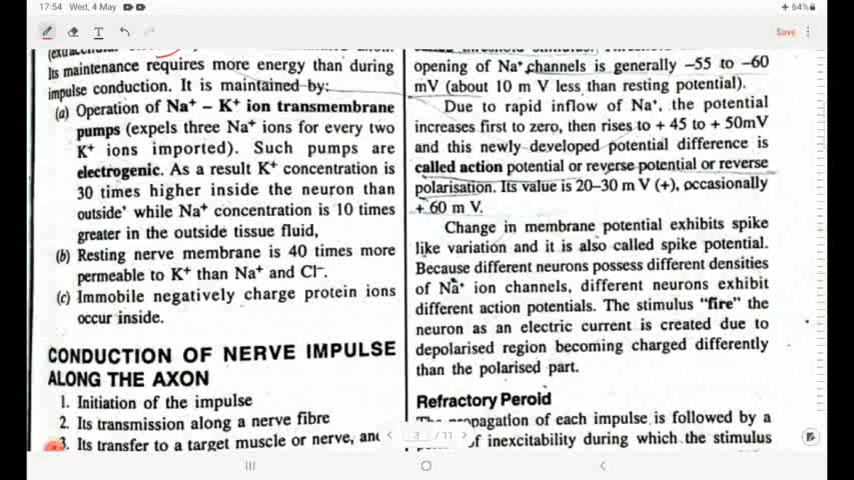 17:54 Wed, 4 May
64%
T
Save
Its maintenance requires more energy than during
impulse conduction. It is maintained by:
(a) Operation of Na⁺ – K⁺ ion transmembrane
pumps (expels three Na⁺ ions for every two
K⁺ ions imported). Such pumps are
electrogenic. As a result K⁺ concentration is
30 times higher inside the neuron than
outside' while Na⁺ concentration is 10 times
greater in the outside tissue fluid,
(b) Resting nerve membrane is 40 times more
permeable to K⁺ than Na⁺ and Cl⁻.
(c) Immobile negatively charge protein ions
occur inside.
CONDUCTION OF NERVE IMPULSE
ALONG THE AXON
1. Initiation of the impulse
2. Its transmission along a nerve fibre
3. Its transfer to a target muscle or nerve, and
opening of Na⁺ channels is generally –55 to –60
mV (about 10 m V less than resting potential).
Due to rapid inflow of Na⁺, the potential
increases first to zero, then rises to + 45 to + 50mV
and this newly developed potential difference is
called action potential or reverse potential or reverse
polarisation. Its value is 20–30 m V (+), occasionally
+ 60 m V.
Change in membrane potential exhibits spike
like variation and it is also called spike potential.
Because different neurons possess different densities
of Na⁺ ion channels, different neurons exhibit
different action potentials. The stimulus "fire" the
neuron as an electric current is created due to
depolarised region becoming charged differently
than the polarised part.
Refractory Peroid
propagation of each impulse is followed by a
of inexcitability during which the stimulus
3 / 11